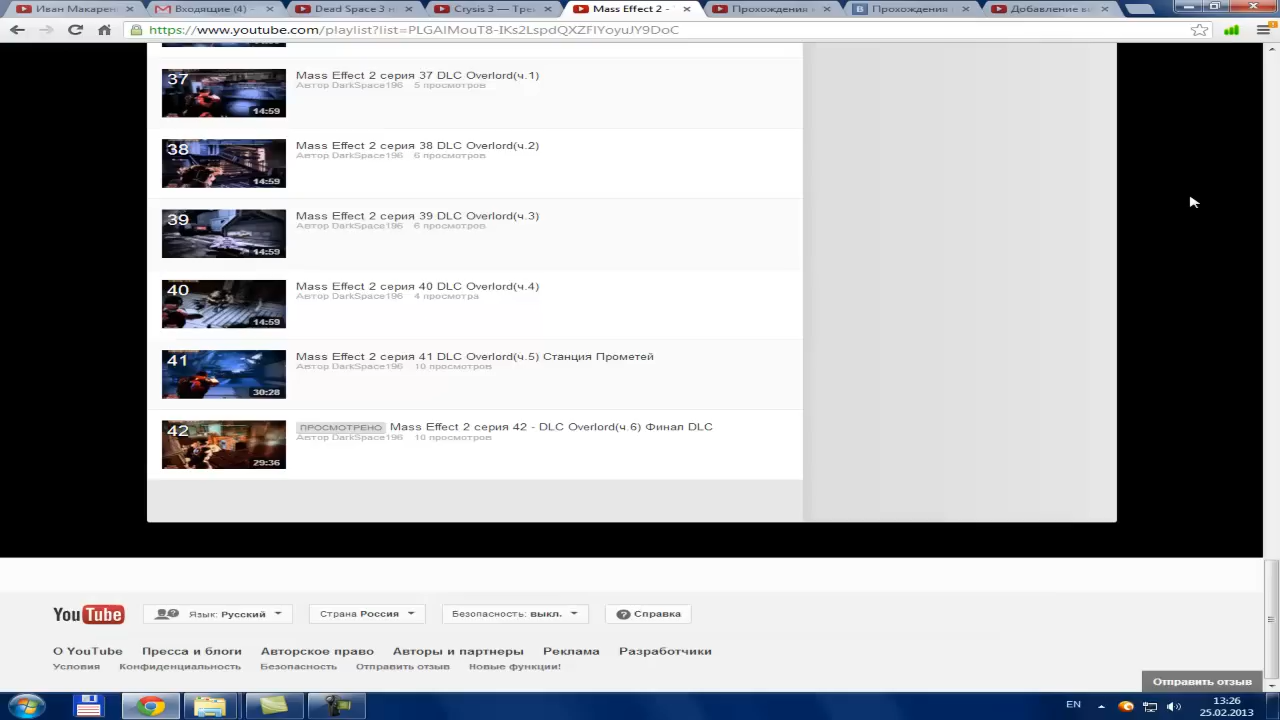 Иван Макарен
Входящие (4) -
Dead Space 3 н
Crysis 3 — Трей
Mass Effect 2 -
Прохождения
Прохождения
Добавление ви
https://www.youtube.com/playlist?list=
37
14:59
Mass Effect 2 серия 37 DLC Overlord(ч.1)
Автор DarkSpace196 5 просмотров
38
14:59
Mass Effect 2 серия 38 DLC Overlord(ч.2)
Автор DarkSpace196 6 просмотров
39
14:59
Mass Effect 2 серия 39 DLC Overlord(ч.3)
Автор DarkSpace196 6 просмотров
40
14:59
Mass Effect 2 серия 40 DLC Overlord(ч.4)
Автор DarkSpace196 4 просмотра
41
30:28
Mass Effect 2 серия 41 DLC Overlord(ч.5) Станция Прометей
Автор DarkSpace196 10 просмотров
42
29:36
ПРОСМОТРЕНО Mass Effect 2 серия 42 - DLC Overlord(ч.6) Финал DLC
Автор DarkSpace196 10 просмотров
YouTube
Язык: Русский
Страна Россия
Безопасность: выкл.
Справка
О YouTube Пресса и блоги Авторское право Авторы и партнеры Реклама Разработчики
Условия Конфиденциальность Безопасность Отправить отзыв Новые функции!
Отправить отзыв
EN
13:26
25.02.2013